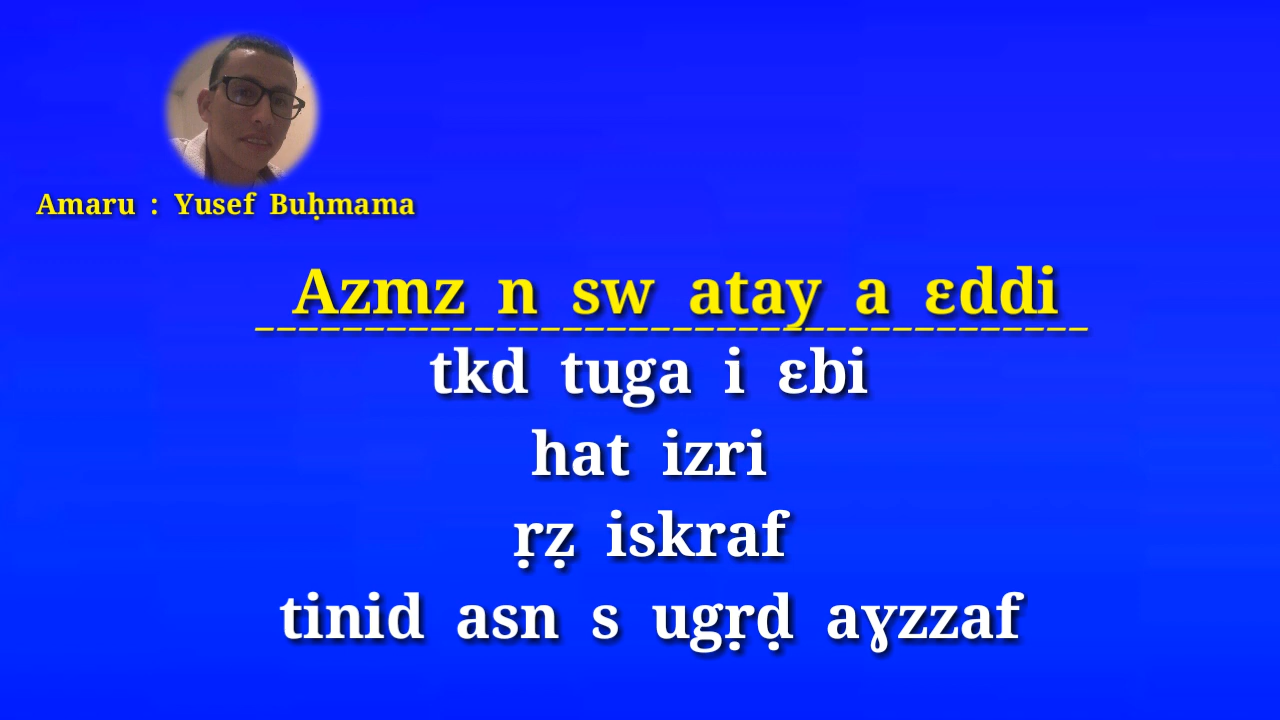 Amaru : Yusef Buḥmama
Azmz n sw atay a ɛddi
tkd tuga i ɛbi
hat izri
ṛẓ iskraf
tinid asn s ugṛḍ aɣzzaf